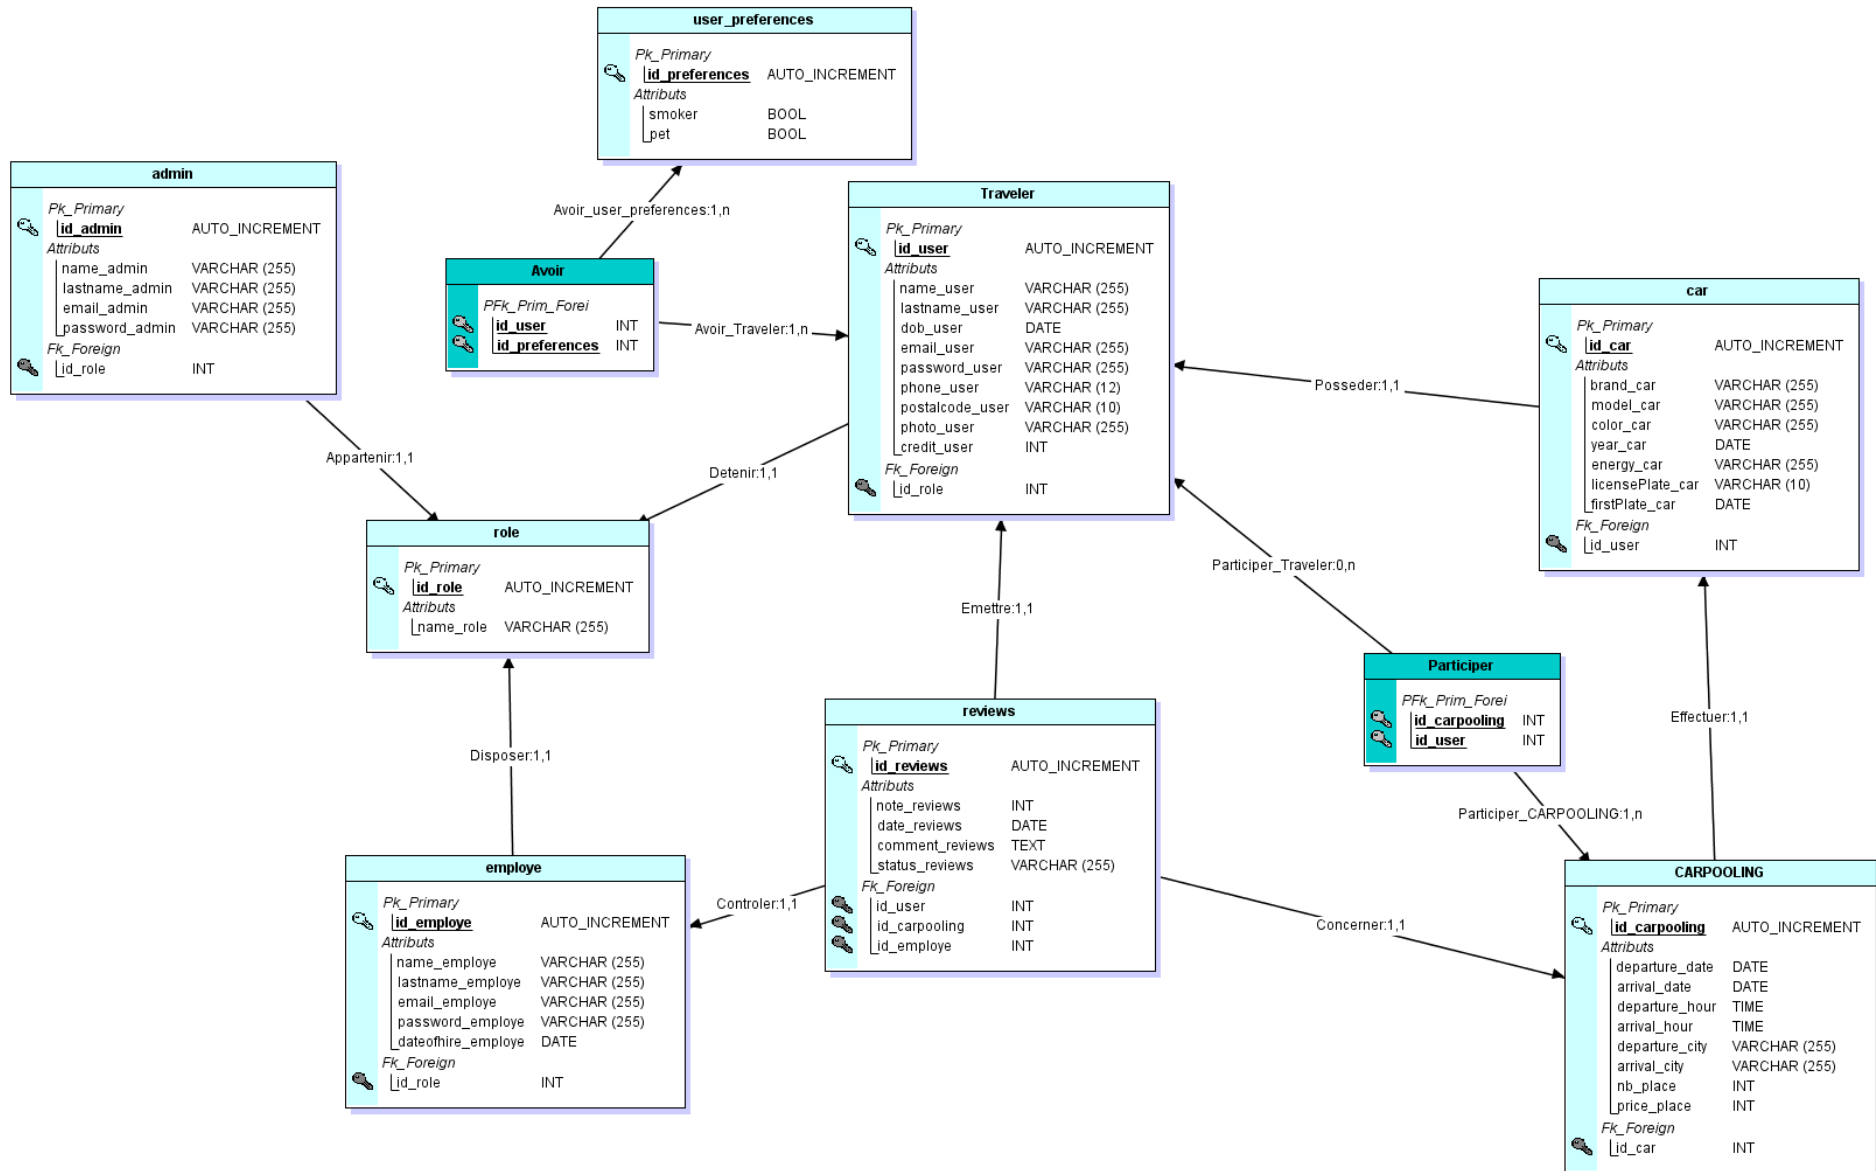 user_preferences
Pk_Primary
id_preferences AUTO_INCREMENT
Attributs
smoker BOOL
pet BOOL
admin
Pk_Primary
id_admin AUTO_INCREMENT
Attributs
name_admin VARCHAR (255)
lastname_admin VARCHAR (255)
email_admin VARCHAR (255)
password_admin VARCHAR (255)
Fk_Foreign
id_role INT
Avoir_user_preferences:1,n
Avoir
PFk_Prim_Forei
id_user INT
id_preferences INT
Avoir_Traveler:1,n
Traveler
Pk_Primary
id_user AUTO_INCREMENT
Attributs
name_user VARCHAR (255)
lastname_user VARCHAR (255)
dob_user DATE
email_user VARCHAR (255)
password_user VARCHAR (255)
phone_user VARCHAR (12)
postalcode_user VARCHAR (10)
photo_user VARCHAR (255)
credit_user INT
Fk_Foreign
id_role INT
car
Pk_Primary
id_car AUTO_INCREMENT
Attributs
brand_car VARCHAR (255)
model_car VARCHAR (255)
color_car VARCHAR (255)
year_car DATE
energy_car VARCHAR (255)
licensePlate_car VARCHAR (10)
firstPlate_car DATE
Fk_Foreign
id_user INT
Posseder:1,1
Appartenir:1,1
Detenir:1,1
role
Pk_Primary
id_role AUTO_INCREMENT
Attributs
name_role VARCHAR (255)
Participer_Traveler:0,n
Emettre:1,1
Participer
PFk_Prim_Forei
id_carpooling INT
id_user INT
Effectuer:1,1
Disposer:1,1
reviews
Pk_Primary
id_reviews AUTO_INCREMENT
Attributs
note_reviews INT
date_reviews DATE
comment_reviews TEXT
status_reviews VARCHAR (255)
Fk_Foreign
id_user INT
id_carpooling INT
id_employe INT
Participer_CARPOOLING:1,n
employe
Pk_Primary
id_employe AUTO_INCREMENT
Attributs
name_employe VARCHAR (255)
lastname_employe VARCHAR (255)
email_employe VARCHAR (255)
password_employe VARCHAR (255)
dateofhire_employe DATE
Fk_Foreign
id_role INT
Controler:1,1
Concerner:1,1
CARPOOLING
Pk_Primary
id_carpooling AUTO_INCREMENT
Attributs
departure_date DATE
arrival_date DATE
departure_hour TIME
arrival_hour TIME
departure_city VARCHAR (255)
arrival_city VARCHAR (255)
nb_place INT
price_place INT
Fk_Foreign
id_car INT